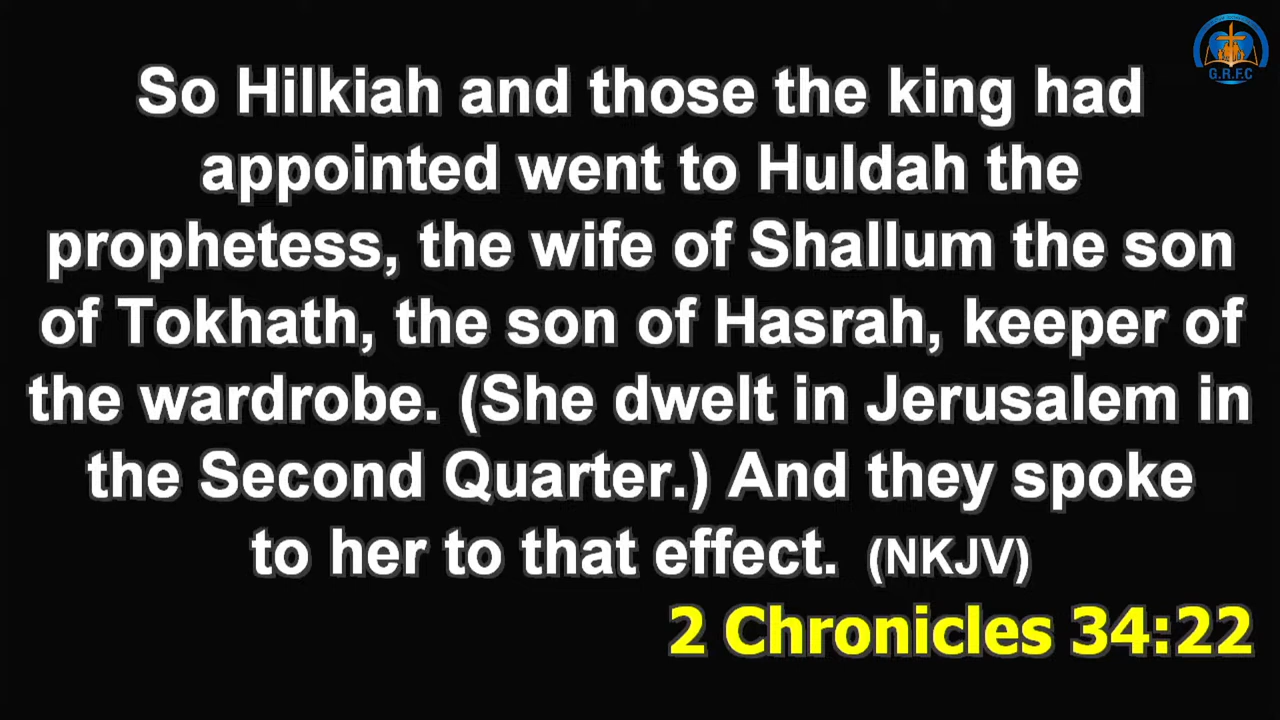 G.R.F.C
So Hilkiah and those the king had
appointed went to Huldah the
prophetess, the wife of Shallum the son
of Tokhath, the son of Hasrah, keeper of
the wardrobe. (She dwelt in Jerusalem in
the Second Quarter.) And they spoke
to her to that effect. (NKJV)
2 Chronicles 34:22